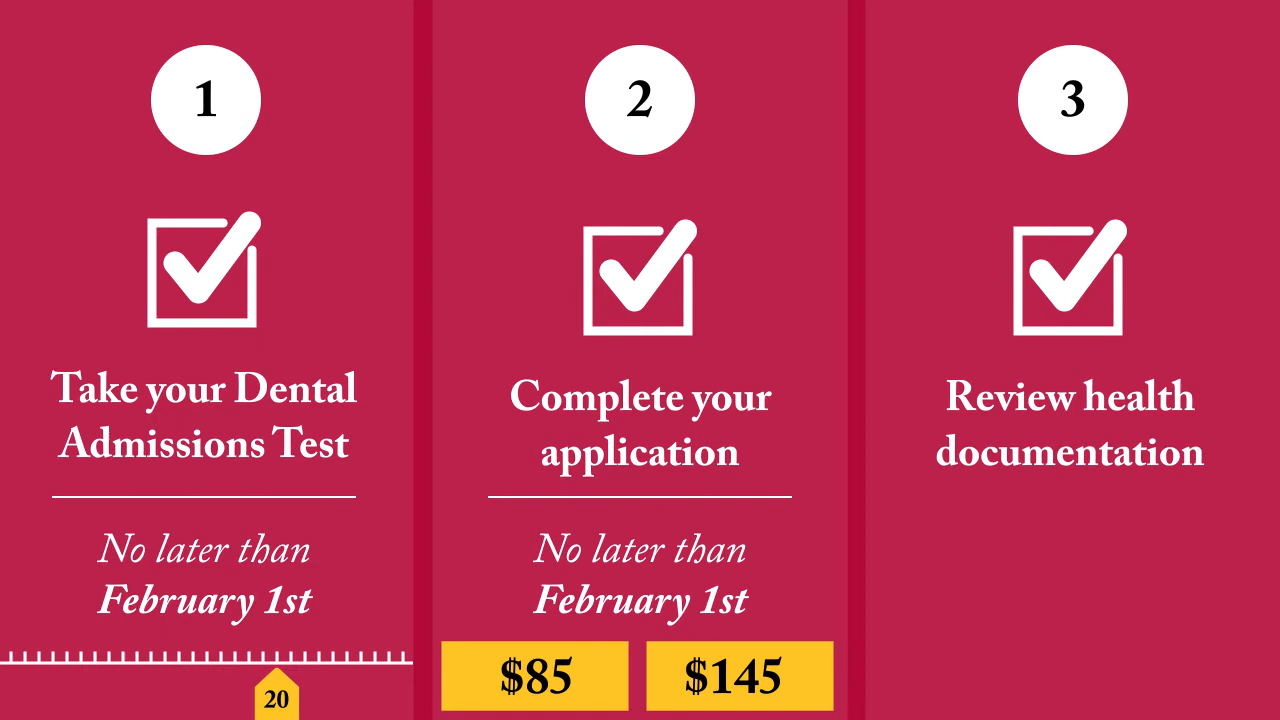 1
Take your Dental
Admissions Test
No later than
February 1st
20
2
Complete your
application
No later than
February 1st
$85
$145
3
Review health
documentation